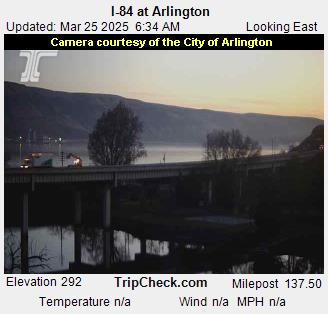 I-84 at Arlington
Updated: Mar 25 2025 6:34 AM Looking East
Camera courtesy of the City of Arlington
Elevation 292 TripCheck.com Milepost 137.50
Temperature n/a Wind n/a MPH n/a